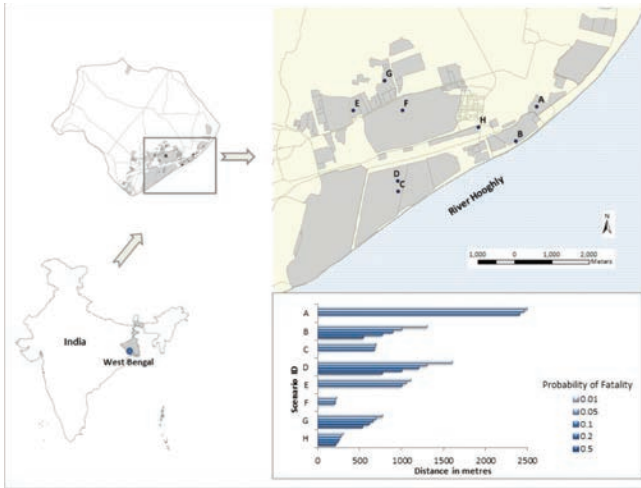 G
E
F
A
H
B
D
C
River Hooghly
N
1,000 0 1,000 2,000
Meters
India
West Bengal
Scenario ID
A
B
C
D
E
F
G
H
0 500 1000 1500 2000 2500
Distance in metres
Probability of Fatality
0.01
0.05
0.1
0.2
0.5